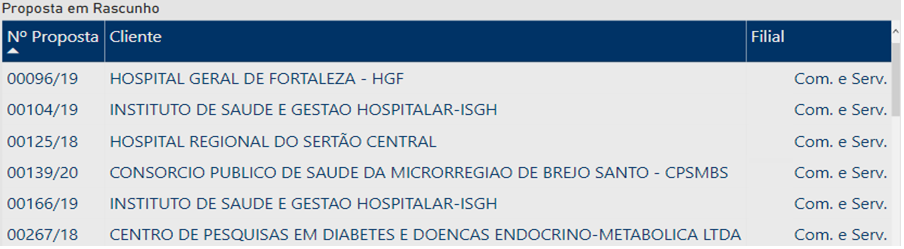 Proposta em Rascunho
Nº Proposta Cliente Filial
00096/19 HOSPITAL GERAL DE FORTALEZA - HGF Com. e Serv.
00104/19 INSTITUTO DE SAUDE E GESTAO HOSPITALAR-ISGH Com. e Serv.
00125/18 HOSPITAL REGIONAL DO SERTÃO CENTRAL Com. e Serv.
00139/20 CONSORCIO PUBLICO DE SAUDE DA MICRORREGIAO DE BREJO SANTO - CPSMBS Com. e Serv.
00166/19 INSTITUTO DE SAUDE E GESTAO HOSPITALAR-ISGH Com. e Serv.
00267/18 CENTRO DE PESQUISAS EM DIABETES E DOENCAS ENDOCRINO-METABOLICA LTDA Com. e Serv.